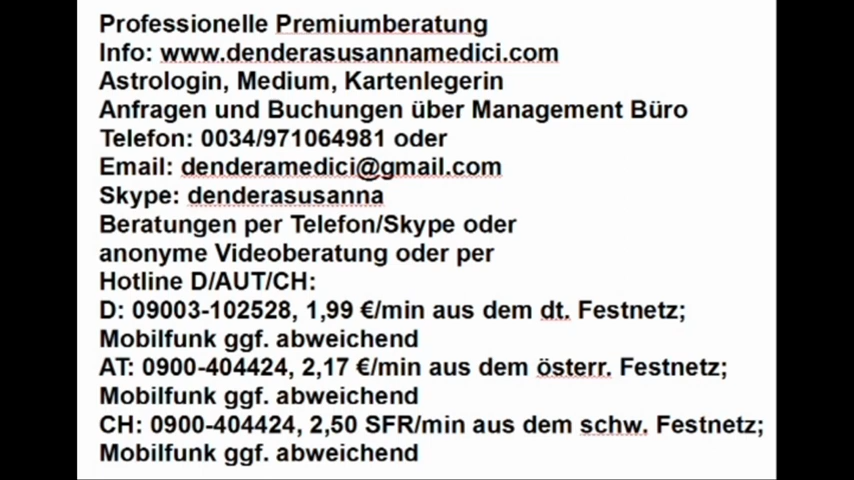 Professionelle Premiumberatung
Info: www.denderasusannamedici.com
Astrologin, Medium, Kartenlegerin
Anfragen und Buchungen über Management Büro
Telefon: 0034/971064981 oder
Email: denderamedici@gmail.com
Skype: denderasusanna
Beratungen per Telefon/Skype oder
anonyme Videoberatung oder per
Hotline D/AUT/CH:
D: 09003-102528, 1,99 €/min aus dem dt. Festnetz;
Mobilfunk ggf. abweichend
AT: 0900-404424, 2,17 €/min aus dem österr. Festnetz;
Mobilfunk ggf. abweichend
CH: 0900-404424, 2,50 SFR/min aus dem schw. Festnetz;
Mobilfunk ggf. abweichend